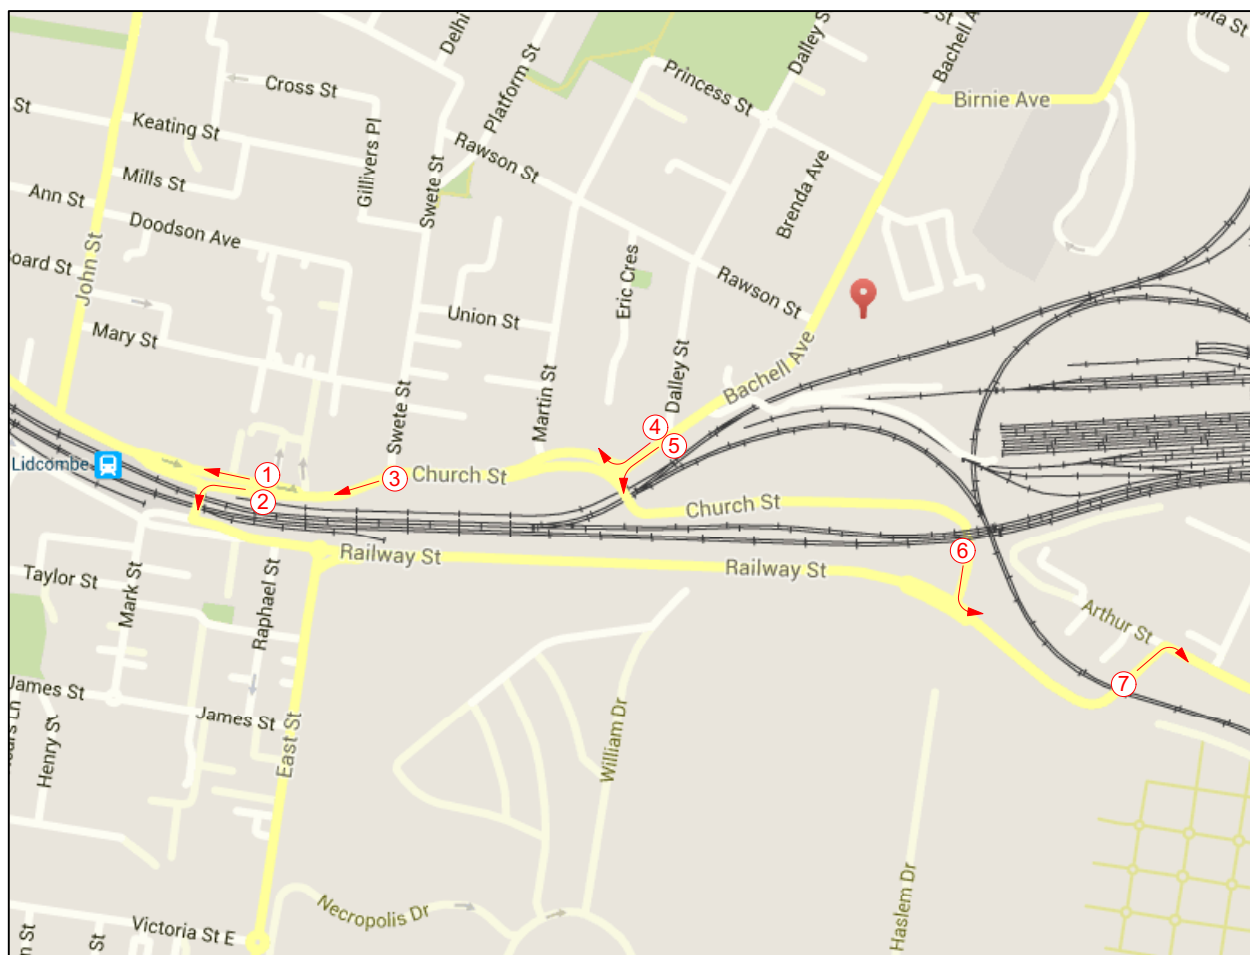 Delhi
Platform St
Dalley S
Bachell A
pita St
St
Cross St
Princess St
Birnie Ave
St
Keating St
Gillivers Pl
Rawson St
Mills St
Swete St
Brenda Ave
Ann St
Doodson Ave
John St
oard St
Eric Cres
Rawson St
Union St
Mary St
Bachell Ave
Dalley St
Martin St
Swete St
4
5
Lidcombe
1
3
Church St
2
Church St
6
Railway St
Railway St
Taylor St
Mark St
Raphael St
Arthur St
James St
7
James St
East St
Henry St
William Dr
Necropolis Dr
Haslem Dr
Victoria St E
n St
St